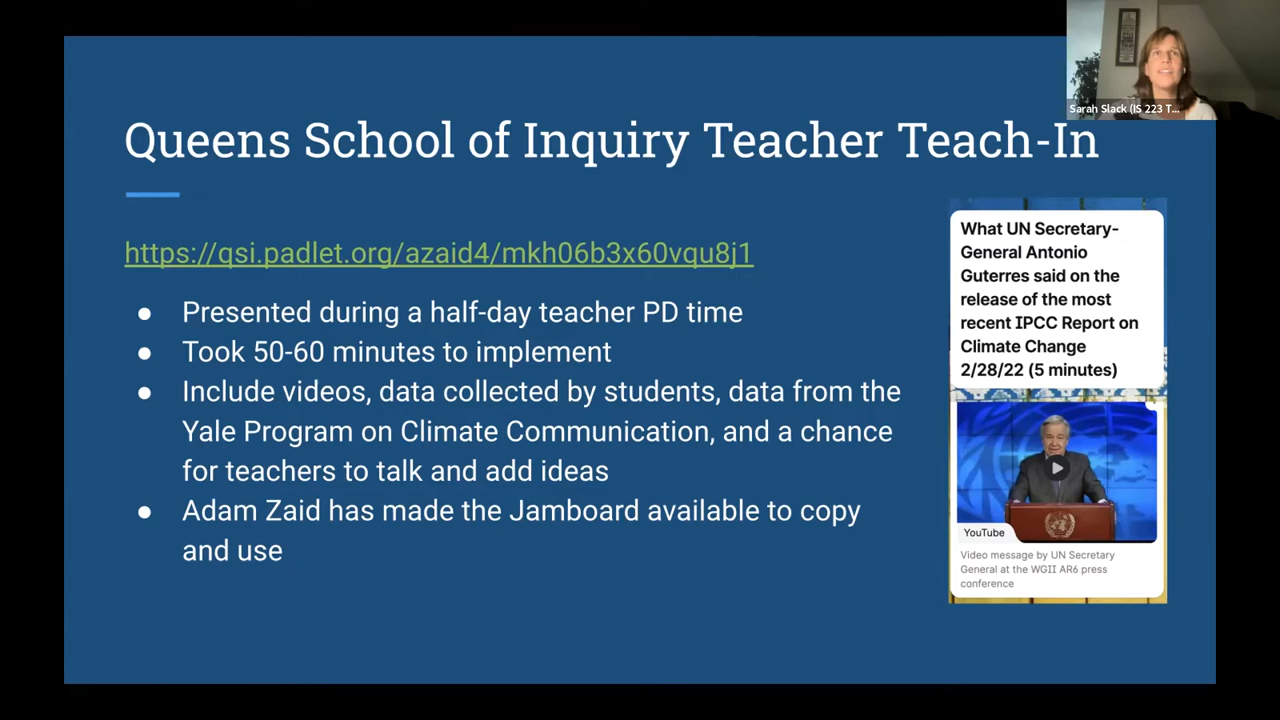 Sarah Slack (IS 223 T...
Queens School of Inquiry Teacher Teach-In
https://qsi.padlet.org/azaid4/mkh06b3x60vqu8j1
● Presented during a half-day teacher PD time
● Took 50-60 minutes to implement
● Include videos, data collected by students, data from the
Yale Program on Climate Communication, and a chance
for teachers to talk and add ideas
● Adam Zaid has made the Jamboard available to copy
and use
What UN Secretary-
General Antonio
Guterres said on the
release of the most
recent IPCC Report on
Climate Change
2/28/22 (5 minutes)
YouTube
Video message by UN Secretary
General at the WGII AR6 press
conference